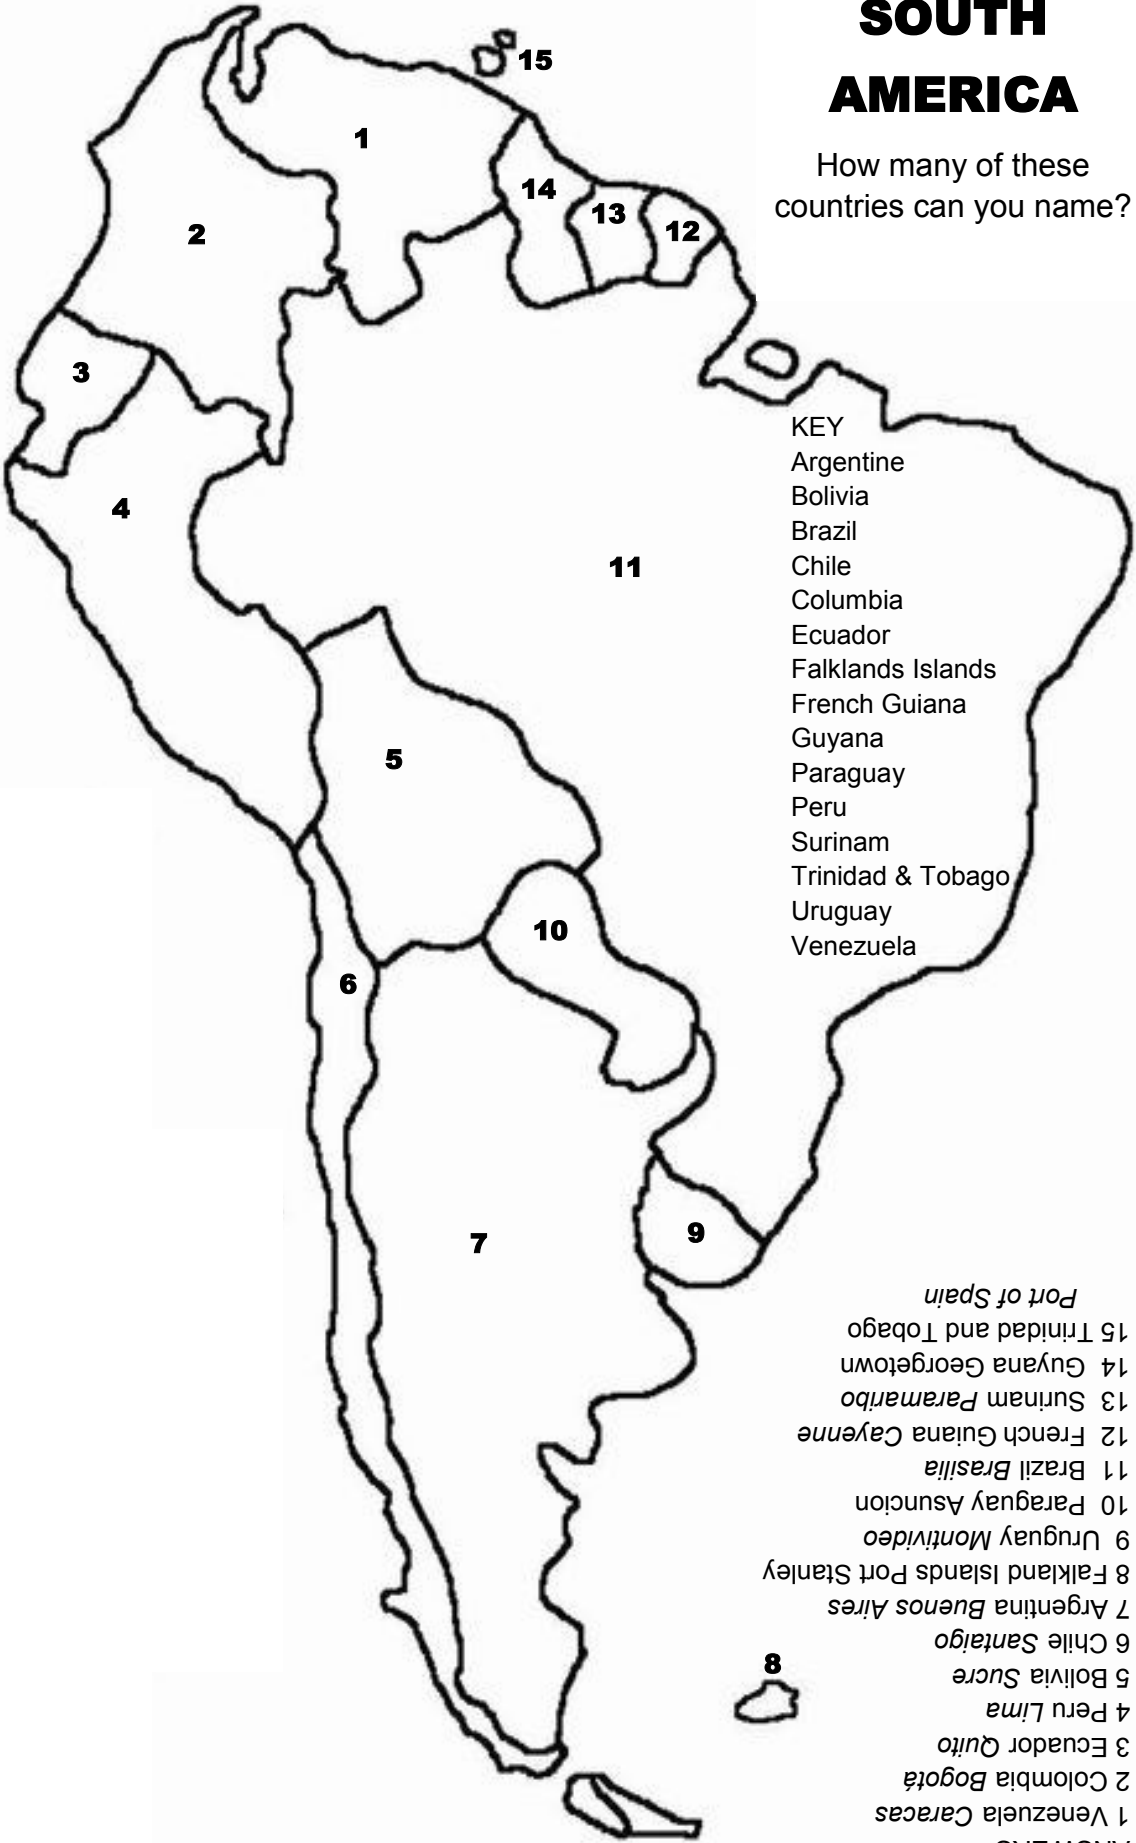 SOUTH
AMERICA
How many of these
countries can you name?
15
1
14
13
12
2
3
4
11
KEY
Argentine
Bolivia
Brazil
Chile
Columbia
Ecuador
Falklands Islands
French Guiana
Guyana
Paraguay
Peru
Surinam
Trinidad & Tobago
Uruguay
Venezuela
5
10
6
9
7
8
ANSWERS
1 Venezuela Caracas
2 Colombia Bogotá
3 Ecuador Quito
4 Peru Lima
5 Bolivia Sucre
6 Chile Santaigo
7 Argentina Buenos Aires
8 Falkland Islands Port Stanley
9 Uruguay Montivideo
10 Paraguay Asuncion
11 Brazil Brasilia
12 French Guiana Cayenne
13 Surinam Paramaribo
14 Guyana Georgetown
15 Trinidad and Tobago
Port of Spain